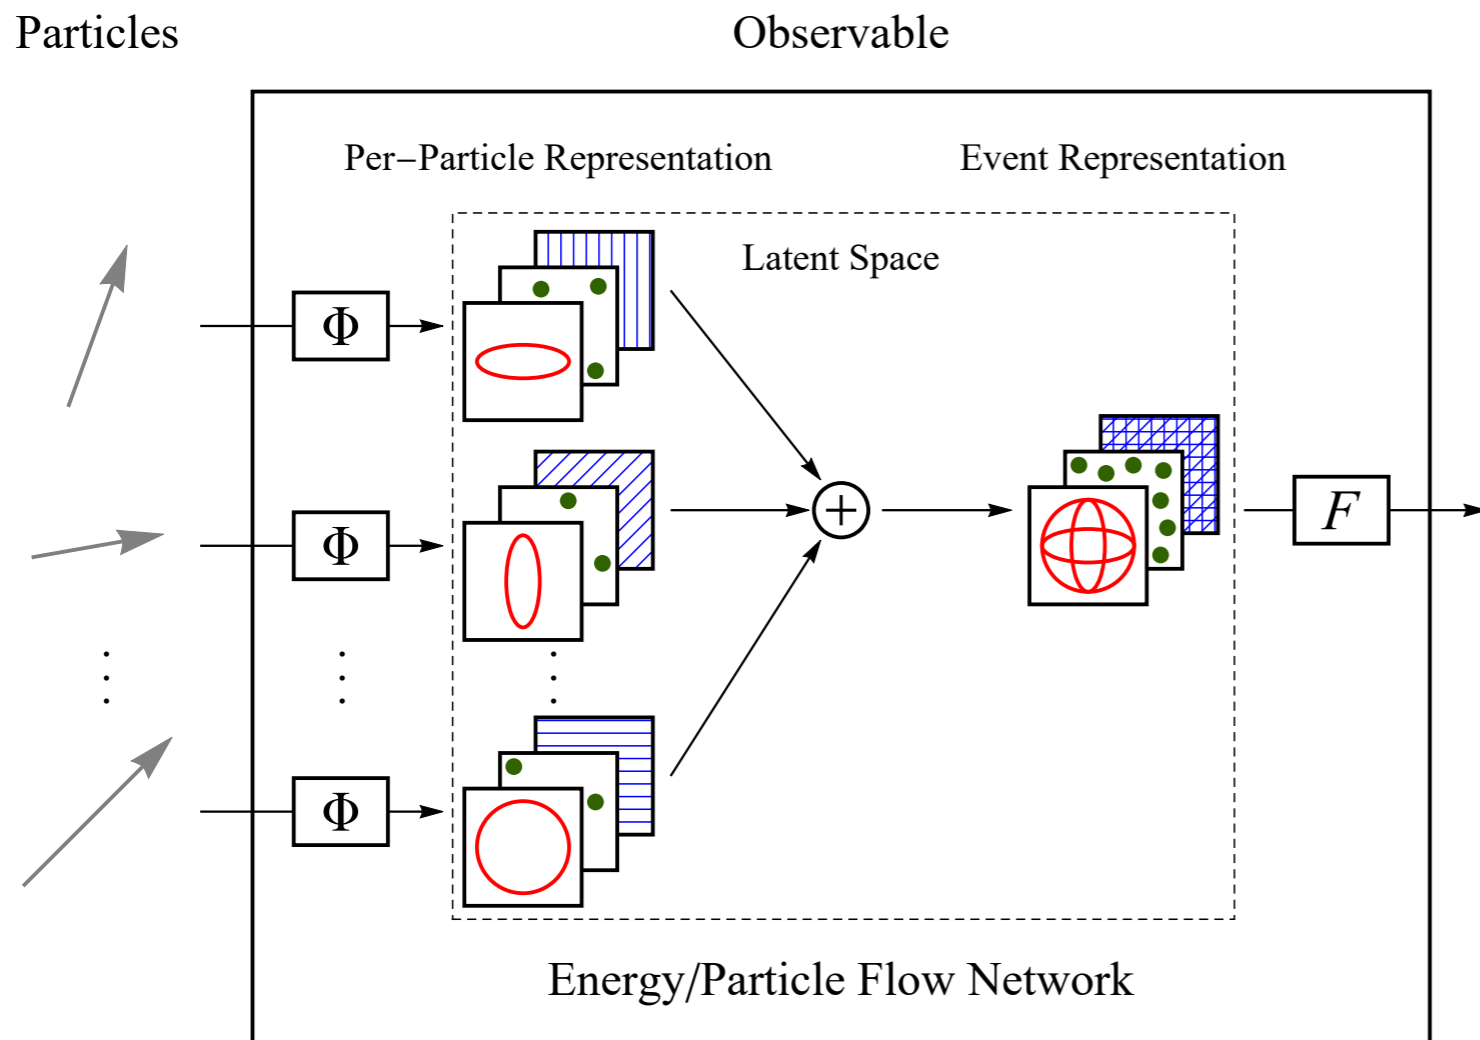 Particles
Observable
Per−Particle Representation
Event Representation
Latent Space
Φ
Φ
+
F
Φ
Energy/Particle Flow Network